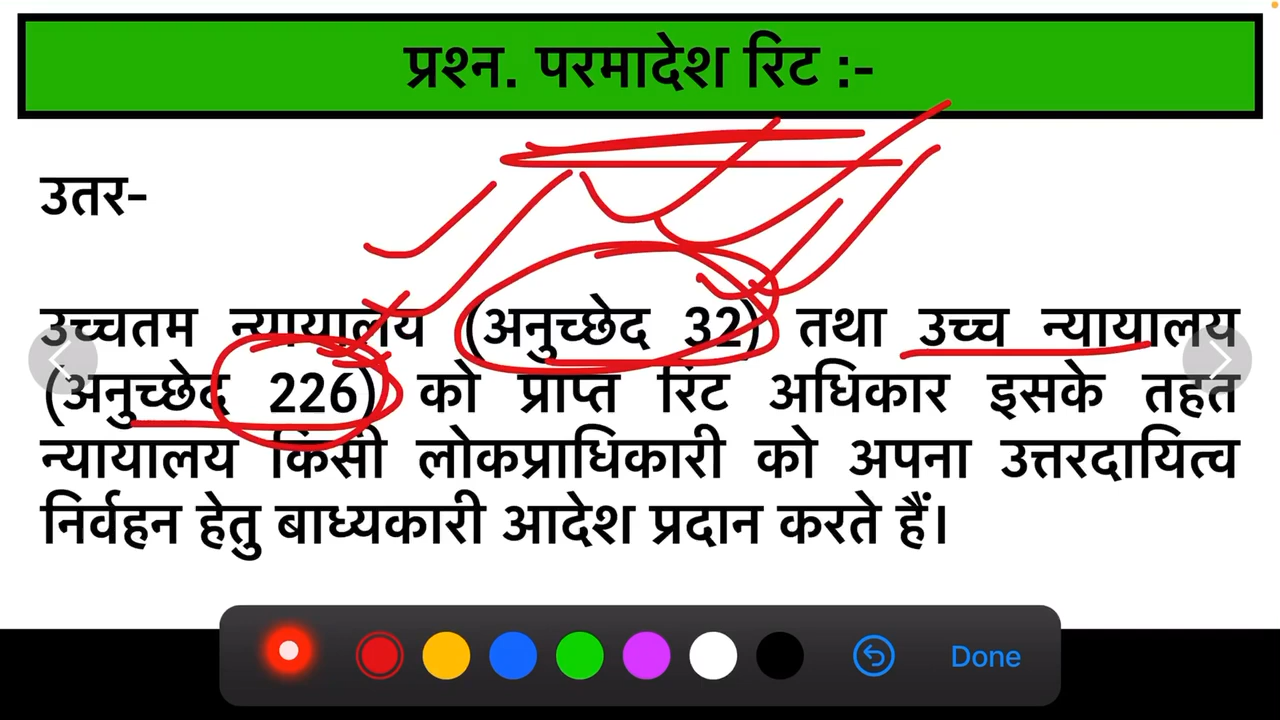 प्रश्न. परमादेश रिट :-
उतर-
उच्चतम न्यायालय (अनुच्छेद 32) तथा उच्च न्यायालय
(अनुच्छेद 226) को प्राप्त रिट अधिकार इसके तहत
न्यायालय किसी लोकप्राधिकारी को अपना उत्तरदायित्व
निर्वहन हेतु बाध्यकारी आदेश प्रदान करते हैं।
Done